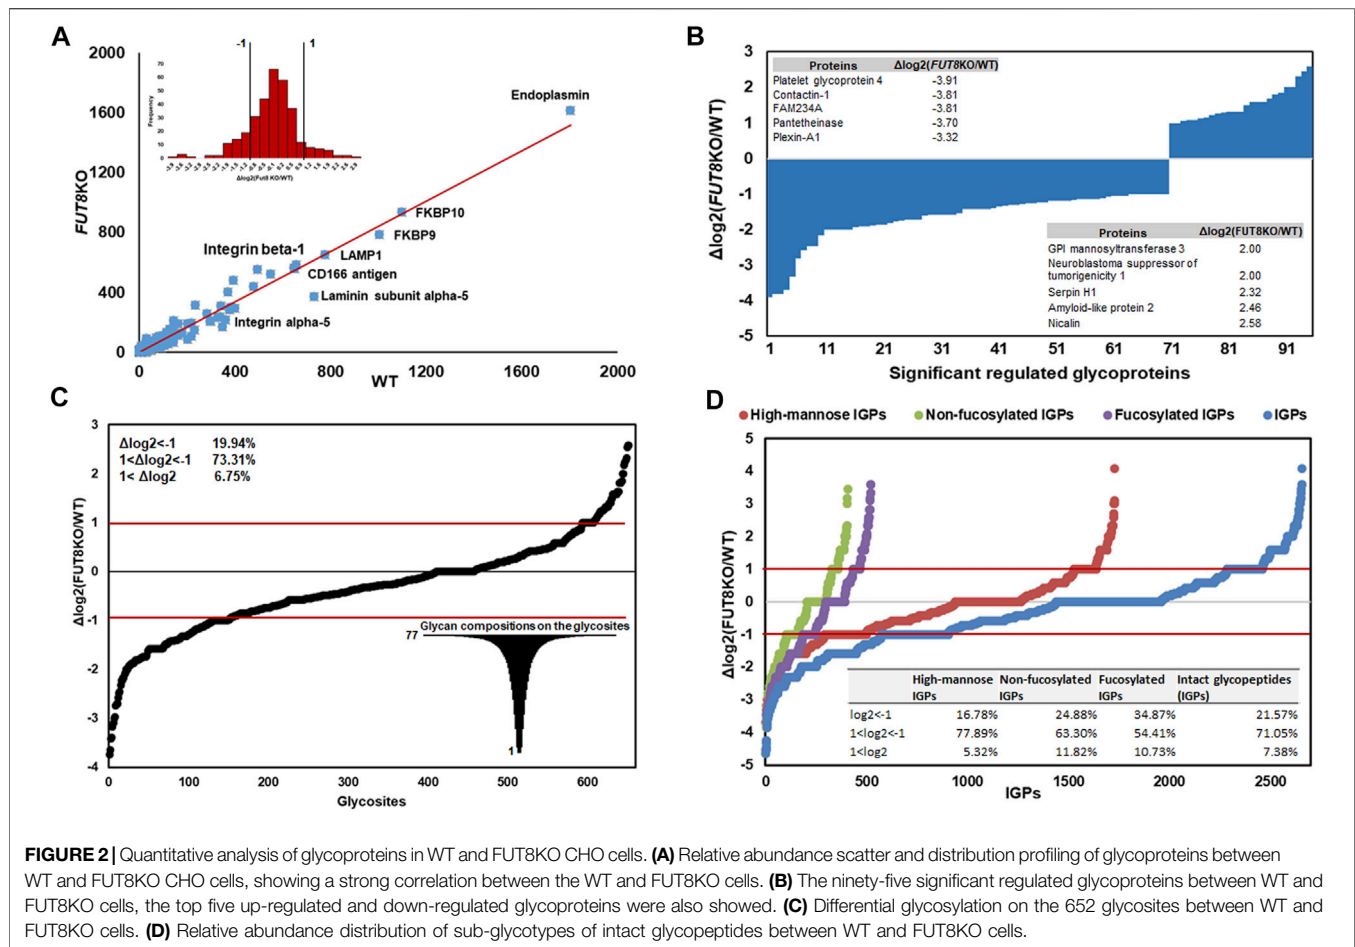 A
2000
1600
1200
800
400
0
FUT8KO
0
400
800
1200
1600
2000
WT
-1
1
70
60
50
40
30
20
10
0
Frequency
Δlog2(Fut8 KO/WT)
Endoplasmin
FKBP10
FKBP9
Integrin beta-1
LAMP1
CD166 antigen
Laminin subunit alpha-5
Integrin alpha-5
B
3
2
1
0
-1
-2
-3
-4
-5
Δlog2(FUT8KO/WT)
Proteins Δlog2(FUT8KO/WT)
Platelet glycoprotein 4 -3.91
Contactin-1 -3.81
FAM234A -3.81
Pantetheinase -3.70
Plexin-A1 -3.32
Proteins Δlog2(FUT8KO/WT)
GPI mannosyltransferase 3 2.00
Neuroblastoma suppressor of
tumorigenicity 1 2.00
Serpin H1 2.32
Amyloid-like protein 2 2.46
Nicalin 2.58
1 11 21 31 41 51 61 71 81 91
Significant regulated glycoproteins
C
3
2
1
0
-1
-2
-3
-4
Δlog2(FUT8KO/WT)
Δlog2<-1 19.94%
1<Δlog2<-1 73.31%
1< Δlog2 6.75%
Glycan compositions on the glycosites
77
1
0 100 200 300 400 500 600
Glycosites
D
High-mannose IGPs Non-fucosylated IGPs Fucosylated IGPs IGPs
5
4
3
2
1
0
-1
-2
-3
-4
-5
Δlog2(FUT8KO/WT)
High-mannose IGPs Non-fucosylated IGPs Fucosylated IGPs Intact glycopeptides (IGPs)
log2<-1 16.78% 24.88% 34.87% 21.57%
1<log2<-1 77.89% 63.30% 54.41% 71.05%
1<log2 5.32% 11.82% 10.73% 7.38%
0 500 1000 1500 2000 2500
IGPs
FIGURE 2 | Quantitative analysis of glycoproteins in WT and FUT8KO CHO cells. (A) Relative abundance scatter and distribution profiling of glycoproteins between
WT and FUT8KO CHO cells, showing a strong correlation between the WT and FUT8KO cells. (B) The ninety-five significant regulated glycoproteins between WT and
FUT8KO cells, the top five up-regulated and down-regulated glycoproteins were also showed. (C) Differential glycosylation on the 652 glycosites between WT and
FUT8KO cells. (D) Relative abundance distribution of sub-glycotypes of intact glycopeptides between WT and FUT8KO cells.